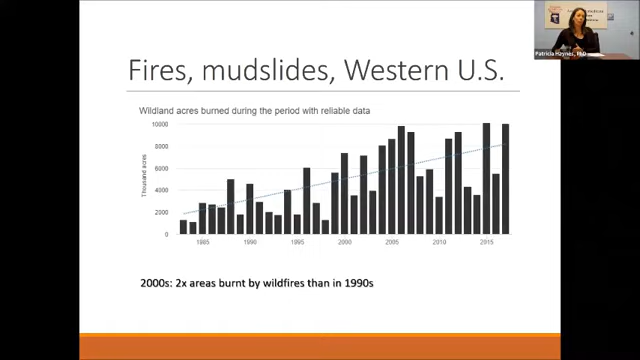 Fires, mudslides, Western U.S.
Wildland acres burned during the period with reliable data
10000
8000
6000
4000
2000
0
Thousand acres
1985 1990 1995 2000 2005 2010 2015
2000s: 2x areas burnt by wildfires than in 1990s
Patricia Haynes, PhD